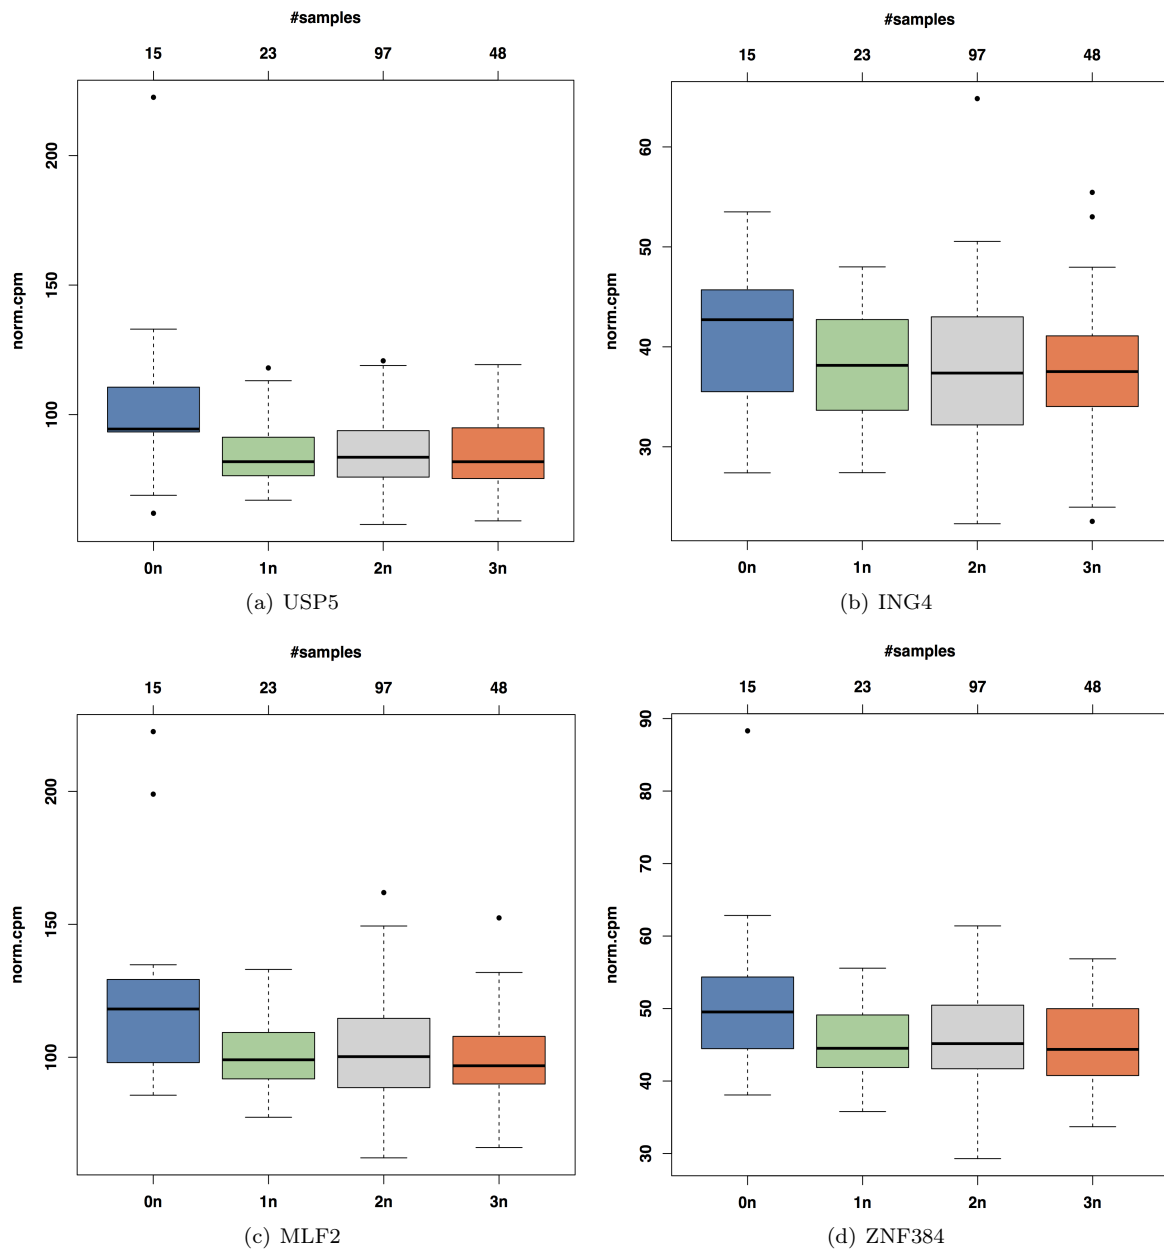 #samples
15 23 97 48
norm.cpm
200
150
100
0n 1n 2n 3n
(a) USP5
#samples
15 23 97 48
norm.cpm
60
50
40
30
0n 1n 2n 3n
(b) ING4
#samples
15 23 97 48
norm.cpm
200
150
100
0n 1n 2n 3n
(c) MLF2
#samples
15 23 97 48
norm.cpm
90
80
70
60
50
40
30
0n 1n 2n 3n
(d) ZNF384